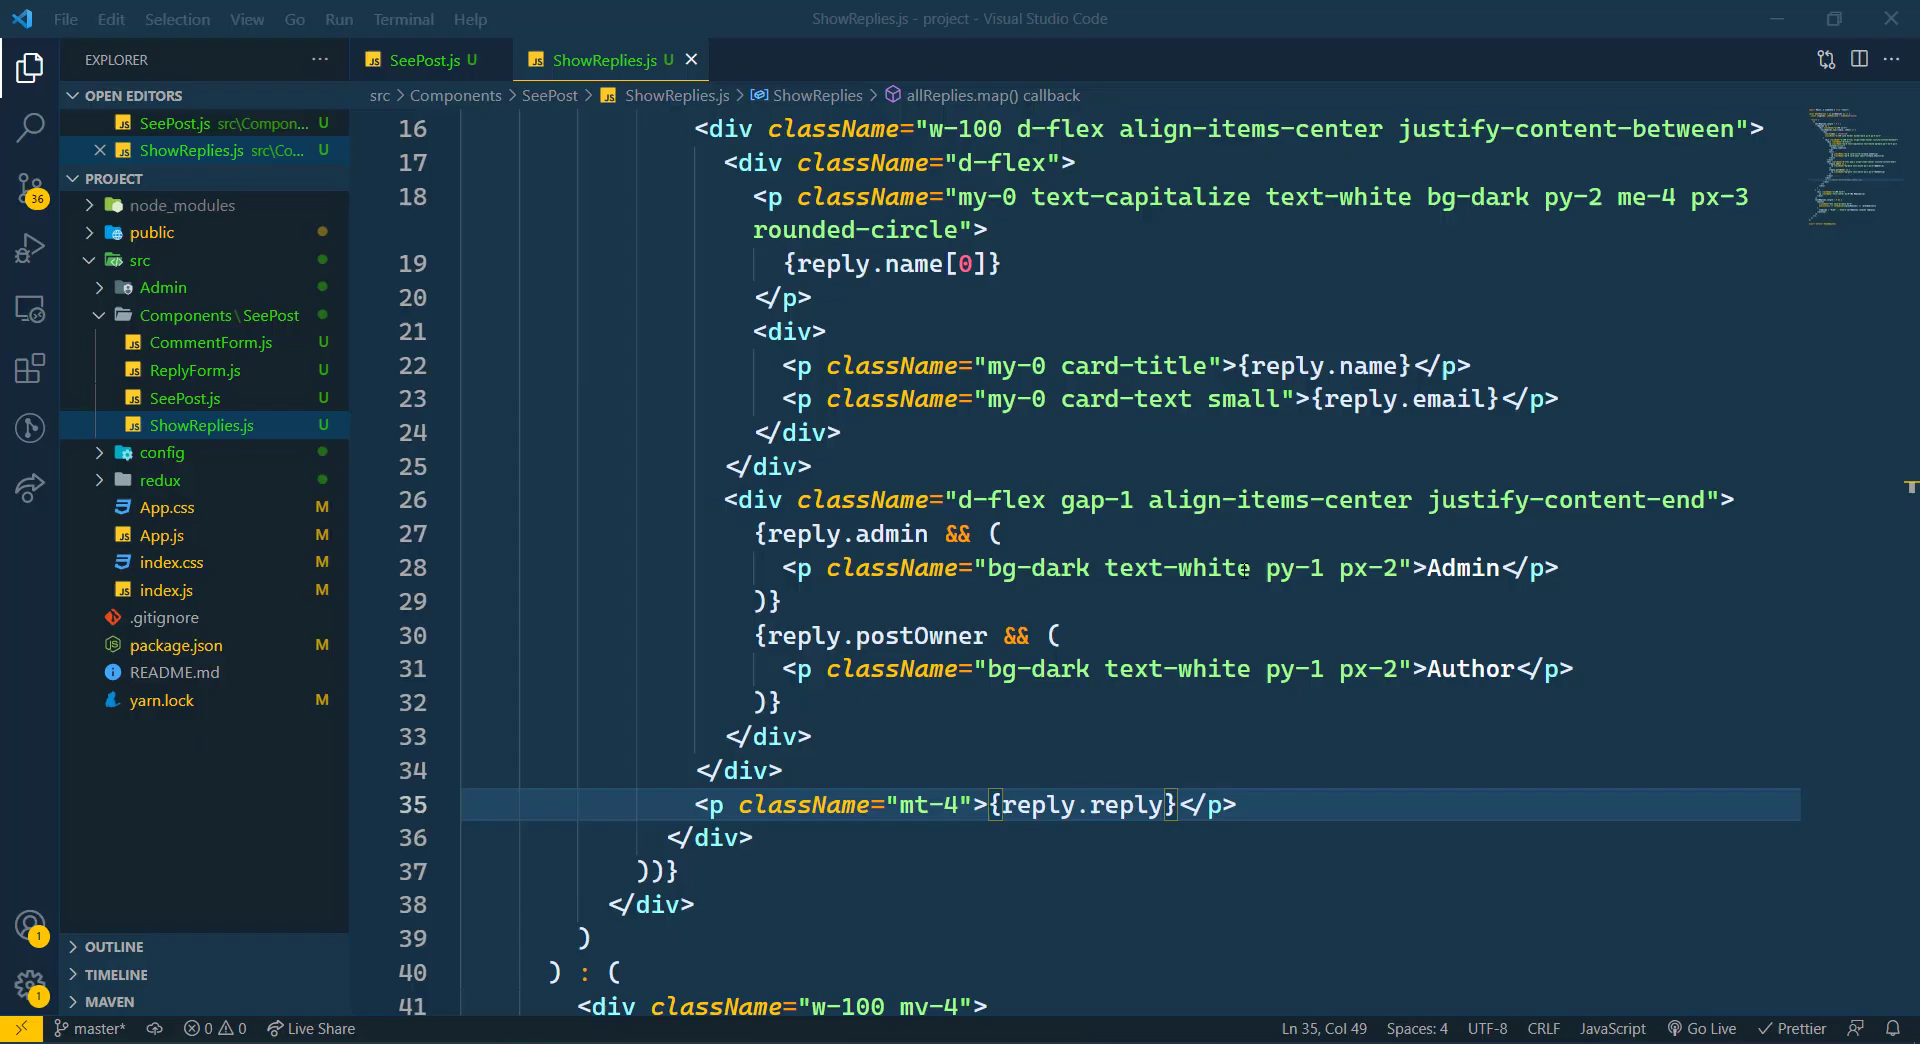 File Edit Selection View Go Run Terminal Help
ShowReplies.js - project - Visual Studio Code
EXPLORER
SeePost.js U
ShowReplies.js U
OPEN EDITORS
SeePost.js src\Compon... U
ShowReplies.js src\Co... U
PROJECT
node_modules
public
src
Admin
Components \ SeePost
CommentForm.js U
ReplyForm.js U
SeePost.js U
ShowReplies.js U
config
redux
App.css M
App.js M
index.css M
index.js M
.gitignore
package.json M
README.md
yarn.lock M
OUTLINE
TIMELINE
MAVEN
36
1
1
src > Components > SeePost > ShowReplies.js > ShowReplies > allReplies.map() callback
16 <div className="w-100 d-flex align-items-center justify-content-between">
17 <div className="d-flex">
18 <p className="my-0 text-capitalize text-white bg-dark py-2 me-4 px-3
rounded-circle">
19 {reply.name[0]}
20 </p>
21 <div>
22 <p className="my-0 card-title">{reply.name}</p>
23 <p className="my-0 card-text small">{reply.email}</p>
24 </div>
25 </div>
26 <div className="d-flex gap-1 align-items-center justify-content-end">
27 {reply.admin && (
28 <p className="bg-dark text-white py-1 px-2">Admin</p>
29 )}
30 {reply.postOwner && (
31 <p className="bg-dark text-white py-1 px-2">Author</p>
32 )}
33 </div>
34 </div>
35 <p className="mt-4">{reply.reply}</p>
36 </div>
37 ))}
38 </div>
39 )
40 ) : (
41 <div className="w-100 my-4">
master* 0 0 Live Share
Ln 35, Col 49 Spaces: 4 UTF-8 CRLF JavaScript Go Live Prettier